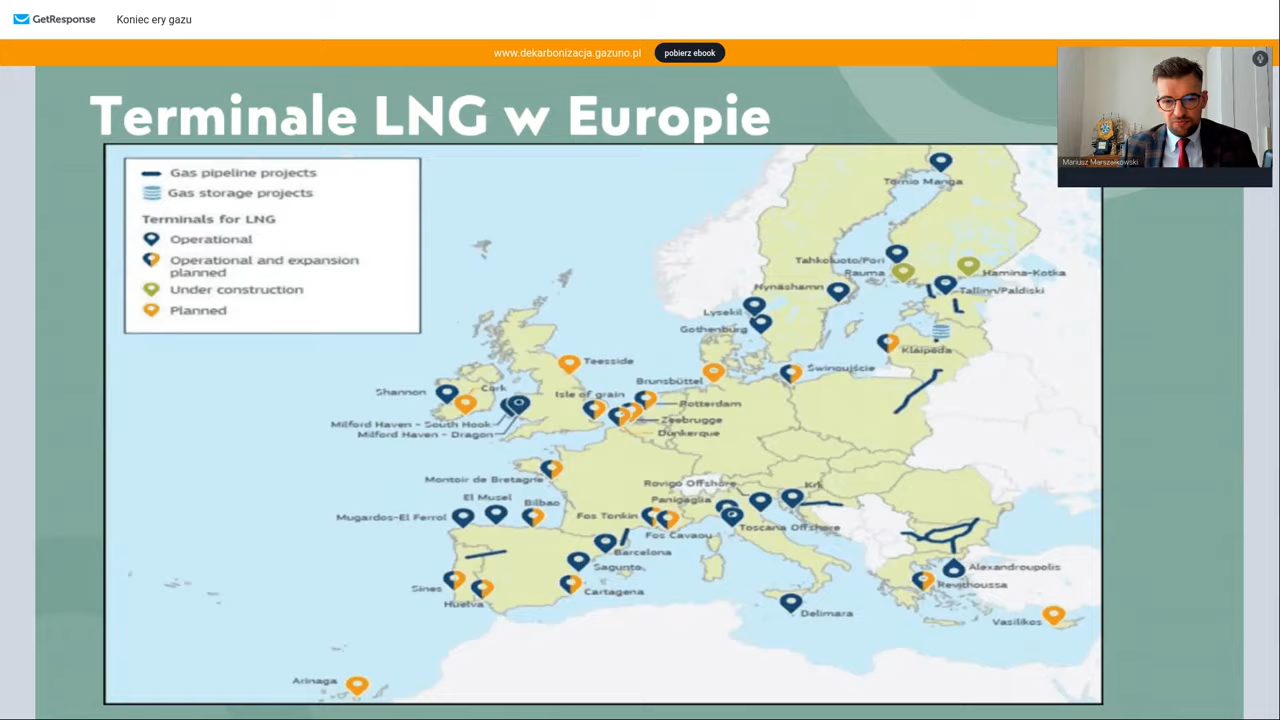 GetResponse
Koniec ery gazu
www.dekarbonizacja.gazuno.pl
pobierz ebook
Mariusz Marszałkowski
Terminale LNG w Europie
Gas pipeline projects
Gas storage projects
Terminals for LNG
Operational
Operational and expansion
planned
Under construction
Planned
Tornio Manga
Tahkoluoto/Pori
Rauma
Hamina-Kotka
Nynashamn
Tallinn/Paldiski
Lysekil
Gothenburg
Klaipeda
Teesside
Świnoujście
Brunsbüttel
Shannon
Cork
Isle of grain
Rotterdam
Milford Haven - South Hook
Zeebrugge
Milford Haven - Dragon
Dunkerque
Montoir de Bretagne
Rovigo Offshore
Krk
El Musel
Bilbao
Panigaglia
Mugardos-El Ferrol
Fos Tonkin
Toscana Offshore
Fos Cavaou
Barcelona
Sagunto
Alexandroupolis
Sines
Cartagena
Revithoussa
Huelva
Delimara
Vasilikos
Arinaga